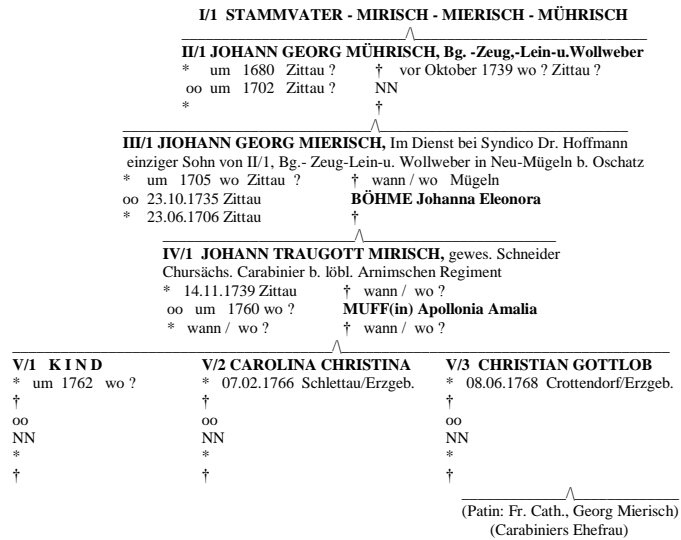 I/1 STAMMVATER - MIRISCH - MIERISCH - MÜHRISCH
II/1 JOHANN GEORG MÜHRISCH, Bg. -Zeug,-Lein-u.Wollweber
* um 1680 Zittau ? † vor Oktober 1739 wo ? Zittau ?
oo um 1702 Zittau ? NN
* †
III/1 JIOHANN GEORG MIERISCH, Im Dienst bei Syndico Dr. Hoffmann
einziger Sohn von II/1, Bg.- Zeug-Lein-u. Wollweber in Neu-Mügeln b. Oschatz
* um 1705 wo Zittau ? † wann / wo Mügeln
oo 23.10.1735 Zittau BÖHME Johanna Eleonora
* 23.06.1706 Zittau †
IV/1 JOHANN TRAUGOTT MIRISCH, gewes. Schneider
Chursächs. Carabinier b. löbl. Arnimschen Regiment
* 14.11.1739 Zittau † wann / wo ?
oo um 1760 wo ? MUFF(in) Apollonia Amalia
* wann / wo ? † wann / wo ?
V/1 K I N D V/2 CAROLINA CHRISTINA V/3 CHRISTIAN GOTTLOB
* um 1762 wo ? * 07.02.1766 Schlettau/Erzgeb. * 08.06.1768 Crottendorf/Erzgeb.
† † †
oo oo oo
NN NN NN
* * *
† † †
(Patin: Fr. Cath., Georg Mierisch)
(Carabiniers Ehefrau)